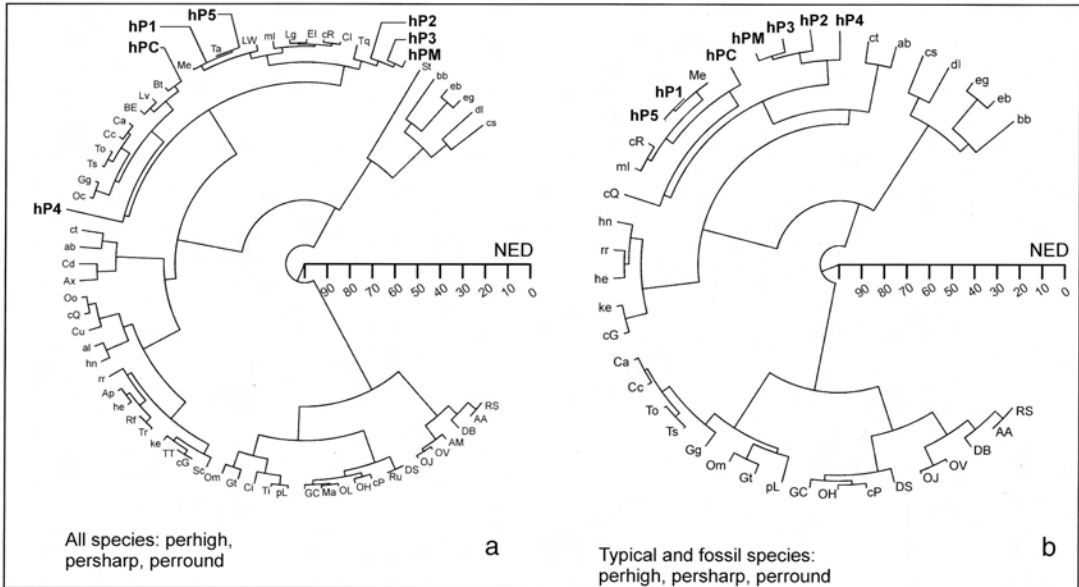 hP1
hP5
hPC
Me
Ta
LW
ml
Lg
El
cR
Cl
Tq
hP2
hP3
hPM
St
bb
eb
eg
dl
cs
Bt
Lv
BE
Ca
Cc
To
Ts
Gg
Oc
hP4
ct
ab
Cd
Ax
Oo
cQ
Cu
al
hn
rr
Ap
he
Rf
Tr
ke
TT
cG
Sc
Om
Gt
Ci
Ti
pL
GC
Ma
OL
OH
cP
Ru
DS
OJ
OV
AM
DB
AA
RS
NED
90 80 70 60 50 40 30 20 10 0
All species: perhigh,
persharp, perround
a
hPM
hP3
hP2
hP4
ct
ab
cs
dl
eg
eb
bb
hPC
Me
hP1
hP5
cR
ml
cQ
hn
rr
he
ke
cG
Ca
Cc
To
Ts
Gg
Om
Gt
pL
GC
OH
cP
DS
OJ
OV
DB
AA
RS
NED
90 80 70 60 50 40 30 20 10 0
Typical and fossil species:
perhigh, persharp, perround
b